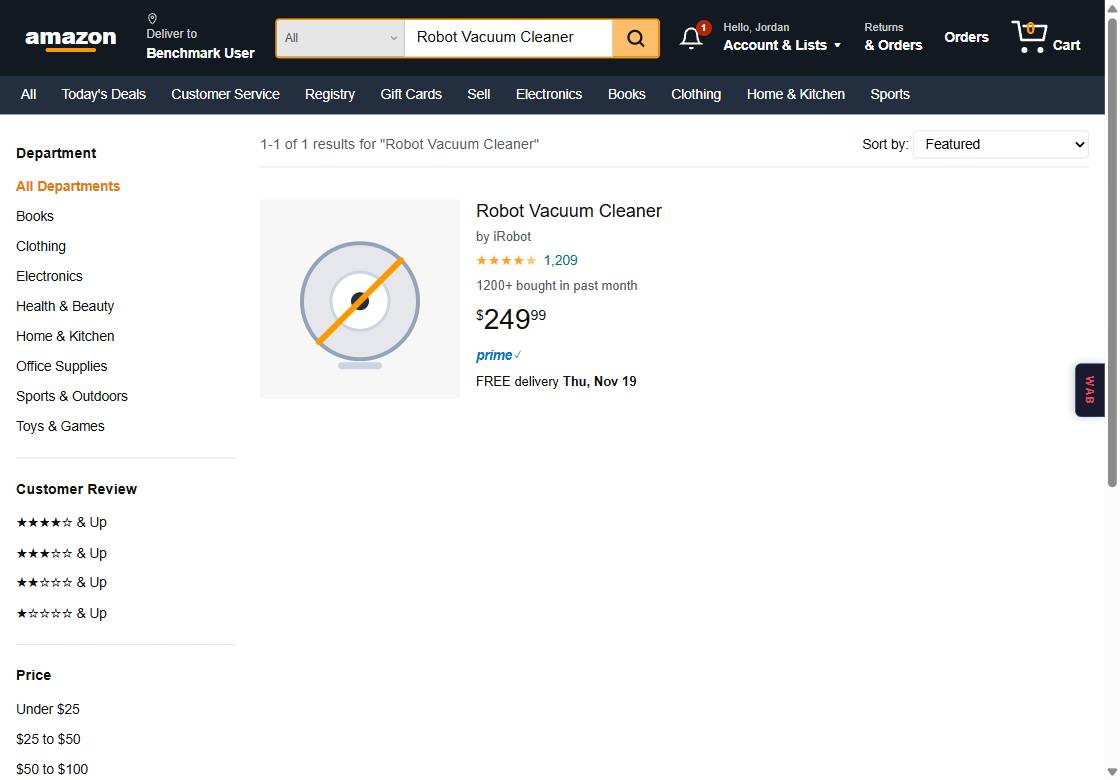 amazon
Deliver to
Benchmark User
All
Robot Vacuum Cleaner
1
Hello, Jordan
Account & Lists
Returns
& Orders
Orders
0
Cart
All
Today's Deals
Customer Service
Registry
Gift Cards
Sell
Electronics
Books
Clothing
Home & Kitchen
Sports
Department
All Departments
Books
Clothing
Electronics
Health & Beauty
Home & Kitchen
Office Supplies
Sports & Outdoors
Toys & Games
Customer Review
★★★★☆ & Up
★★★☆☆ & Up
★★☆☆☆ & Up
★☆☆☆☆ & Up
Price
Under $25
$25 to $50
$50 to $100
1-1 of 1 results for "Robot Vacuum Cleaner"
Sort by:
Featured
Robot Vacuum Cleaner
by iRobot
★★★★★ 1,209
1200+ bought in past month
$24999
prime✓
FREE delivery Thu, Nov 19
WAB